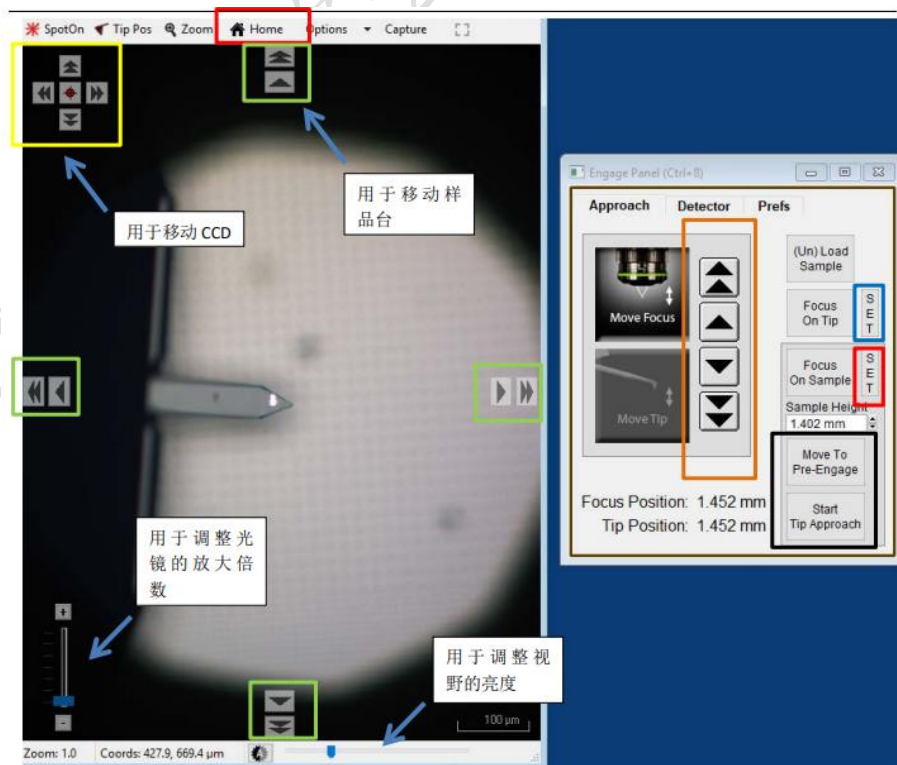 SpotOn Tip Pos Zoom Home Options Capture
用于移动样
品台
用于移动 CCD
用于调整光
镜的放大倍
数
用于调整视
野的亮度
+
-
100 µm
Zoom: 1.0 Coords: 427.9, 669.4 µm
Engage Panel (Ctrl+8)
Approach Detector Prefs
Move Focus
Move Tip
(Un) Load
Sample
Focus
On Tip
S
E
T
Focus
On Sample
S
E
T
Sample Height
1.402 mm
Move To
Pre-Engage
Start
Tip Approach
Focus Position: 1.452 mm
Tip Position: 1.452 mm